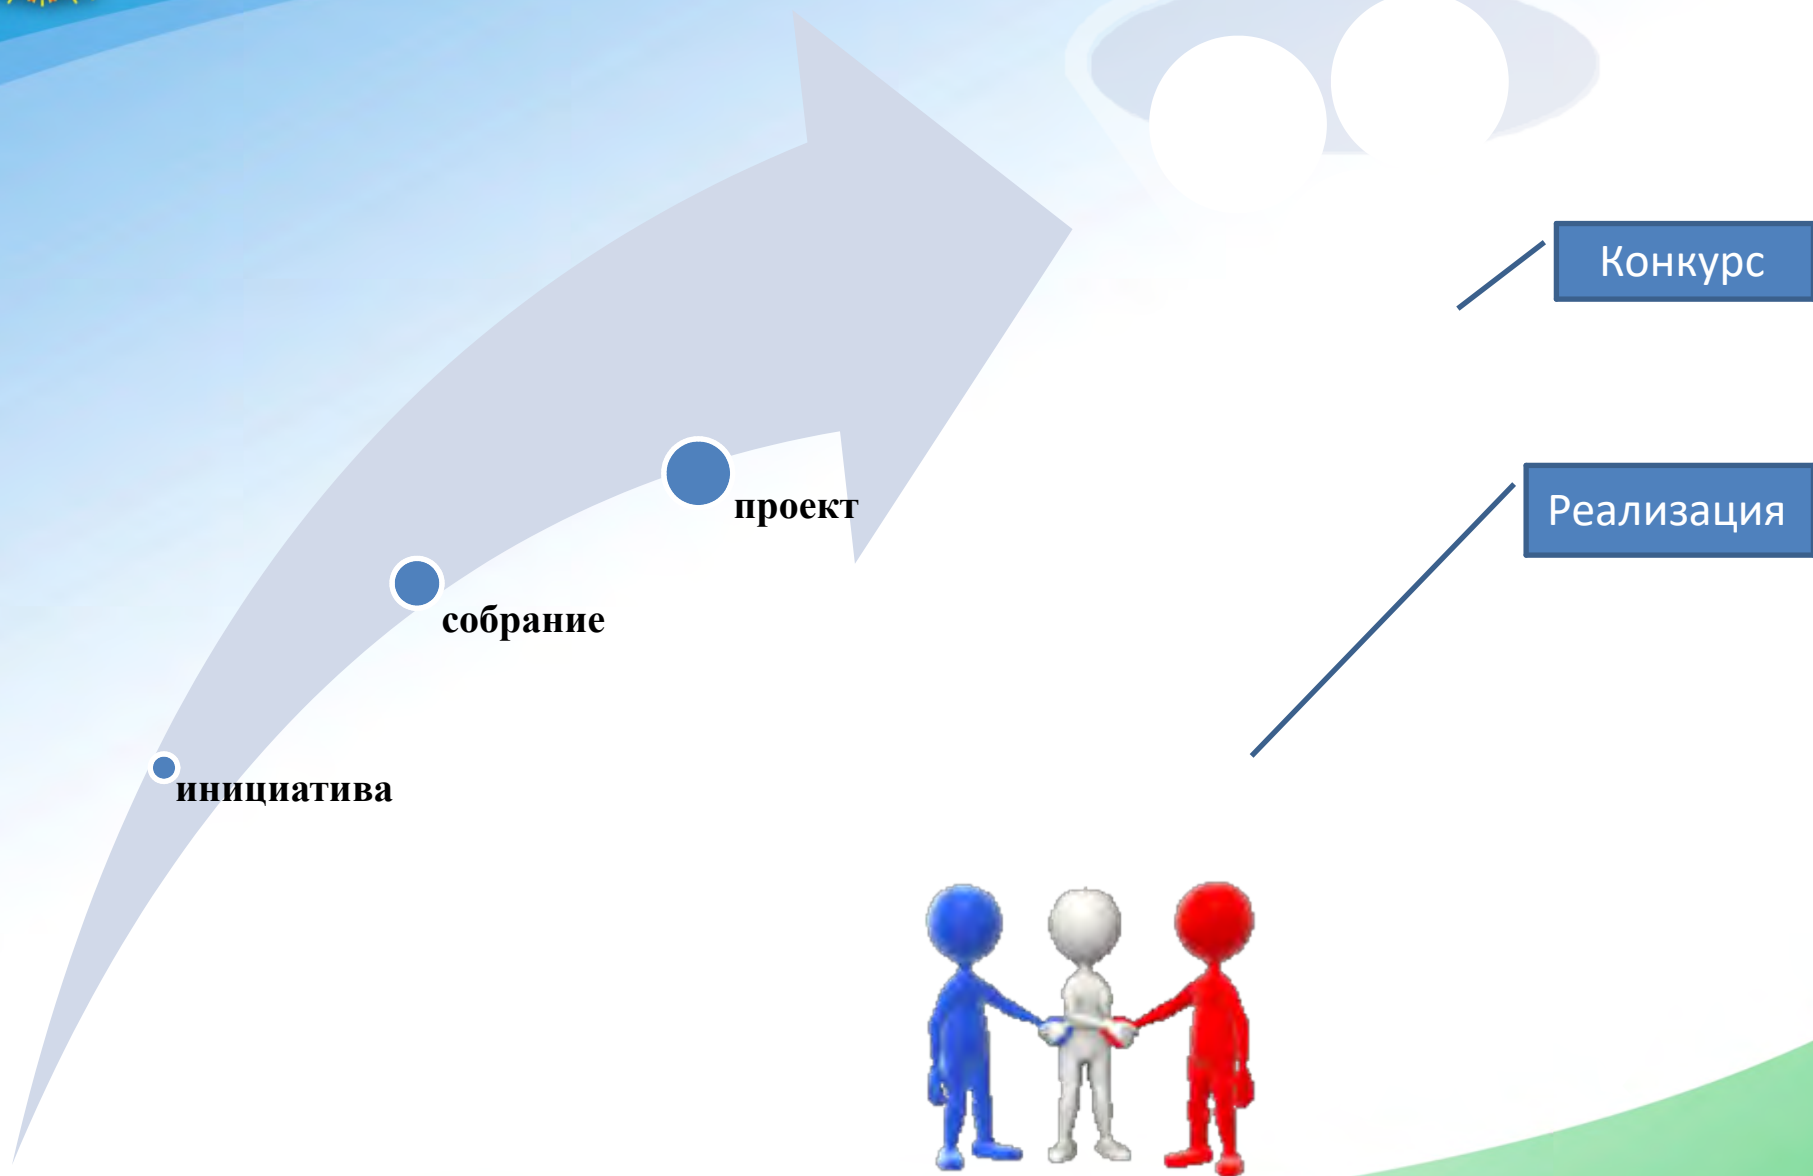 Конкурс
Реализация
проект
собрание
инициатива